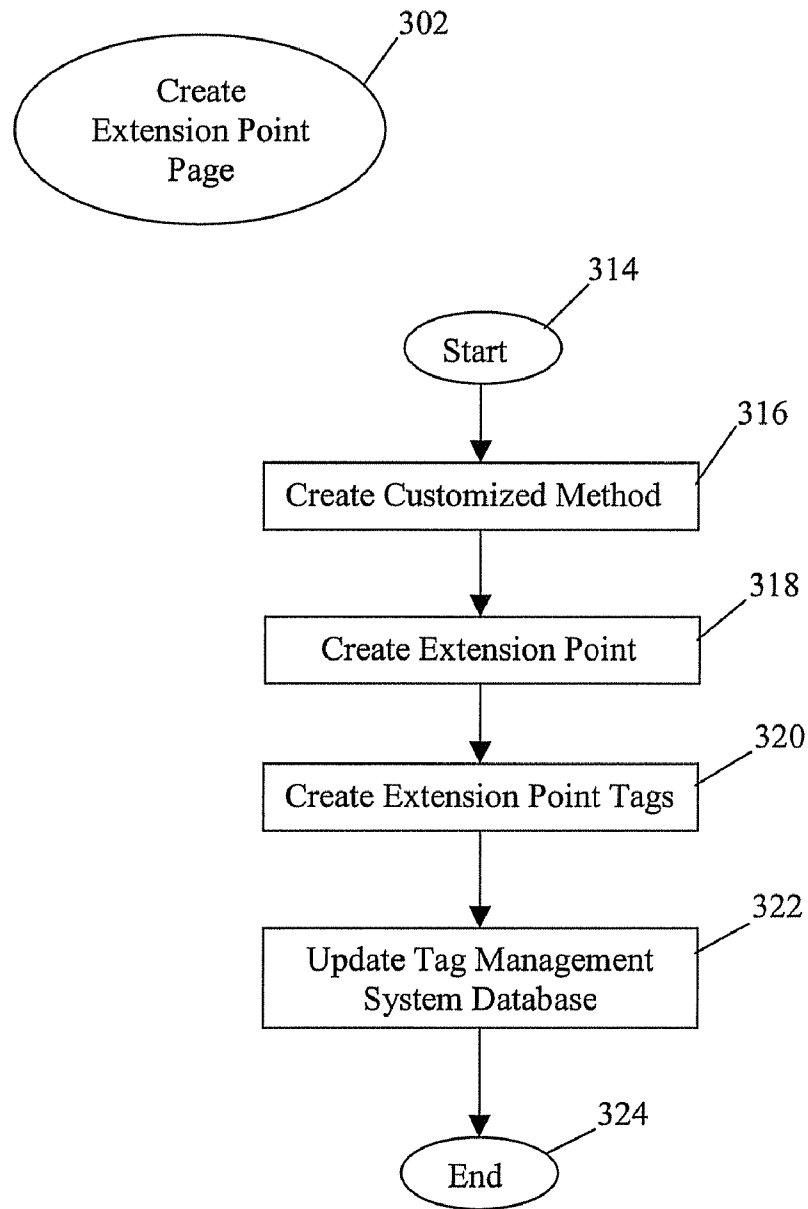 302
Create
Extension Point
Page
314
Start
316
Create Customized Method
318
Create Extension Point
320
Create Extension Point Tags
322
Update Tag Management
System Database
324
End